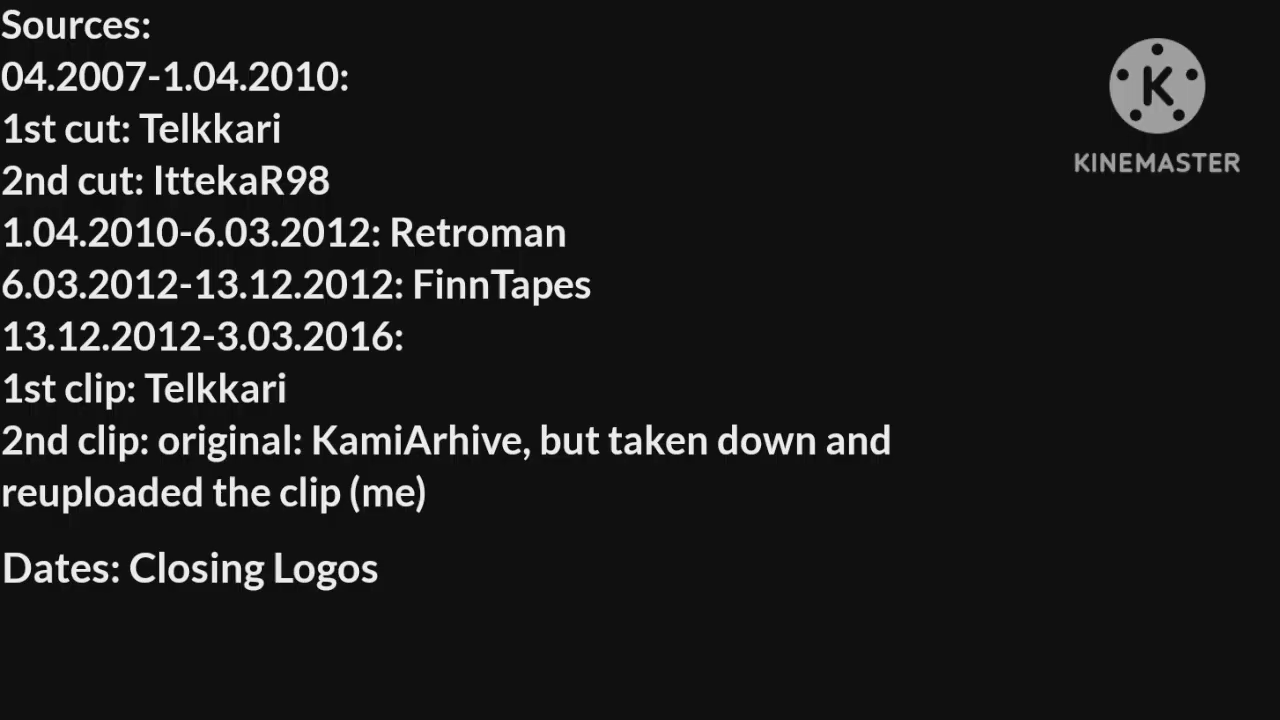 Sources:
04.2007-1.04.2010:
1st cut: Telkkari
2nd cut: IttekaR98
1.04.2010-6.03.2012: Retroman
6.03.2012-13.12.2012: FinnTapes
13.12.2012-3.03.2016:
1st clip: Telkkari
2nd clip: original: KamiArhive, but taken down and
reuploaded the clip (me)
Dates: Closing Logos
K
KINEMASTER